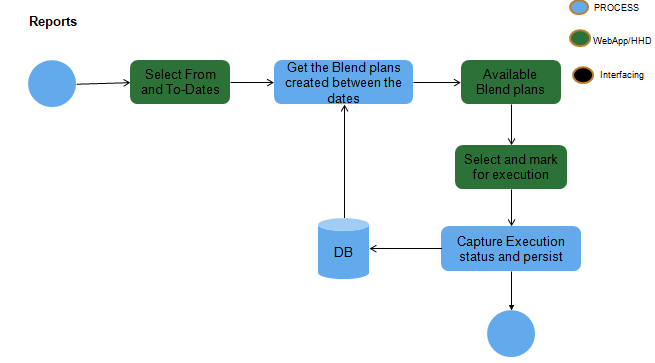 PROCESS
Reports
WebApp/HHD
Interfacing
Select From
and To-Dates
Get the Blend plans
created between the
dates
Available
Blend plans
Select and mark
for execution
Capture Execution
status and persist
DB